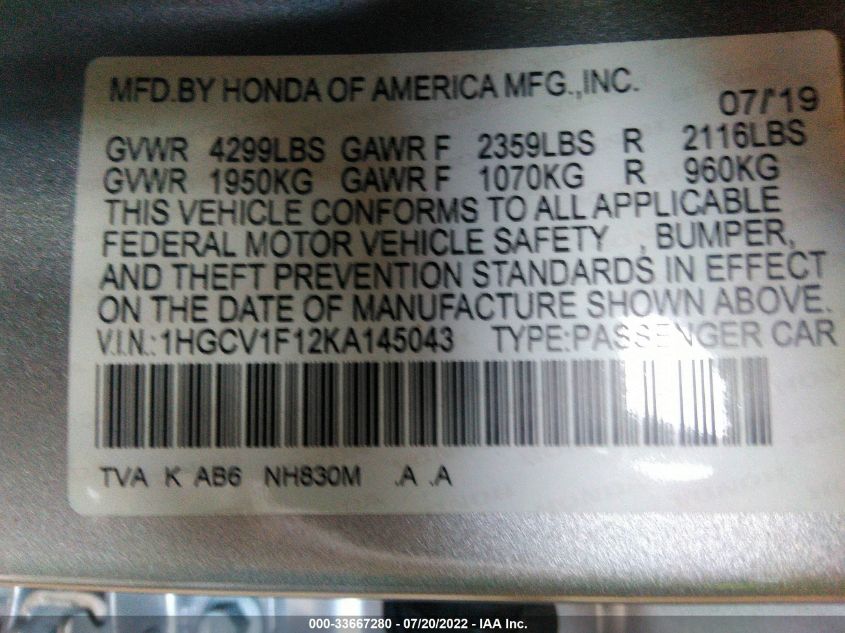 MFD.BY HONDA OF AMERICA MFG.,INC.
07/'19
GVWR 4299LBS GAWR F 2359LBS R 2116LBS
GVWR 1950KG GAWR F 1070KG R 960KG
THIS VEHICLE CONFORMS TO ALL APPLICABLE
FEDERAL MOTOR VEHICLE SAFETY , BUMPER,
AND THEFT PREVENTION STANDARDS IN EFFECT
ON THE DATE OF MANUFACTURE SHOWN ABOVE.
V.I.N.:1HGCV1F12KA145043 TYPE:PASSENGER CAR
TVA K AB6 NH830M .A .A
000-33667280 - 07/20/2022 - IAA Inc.